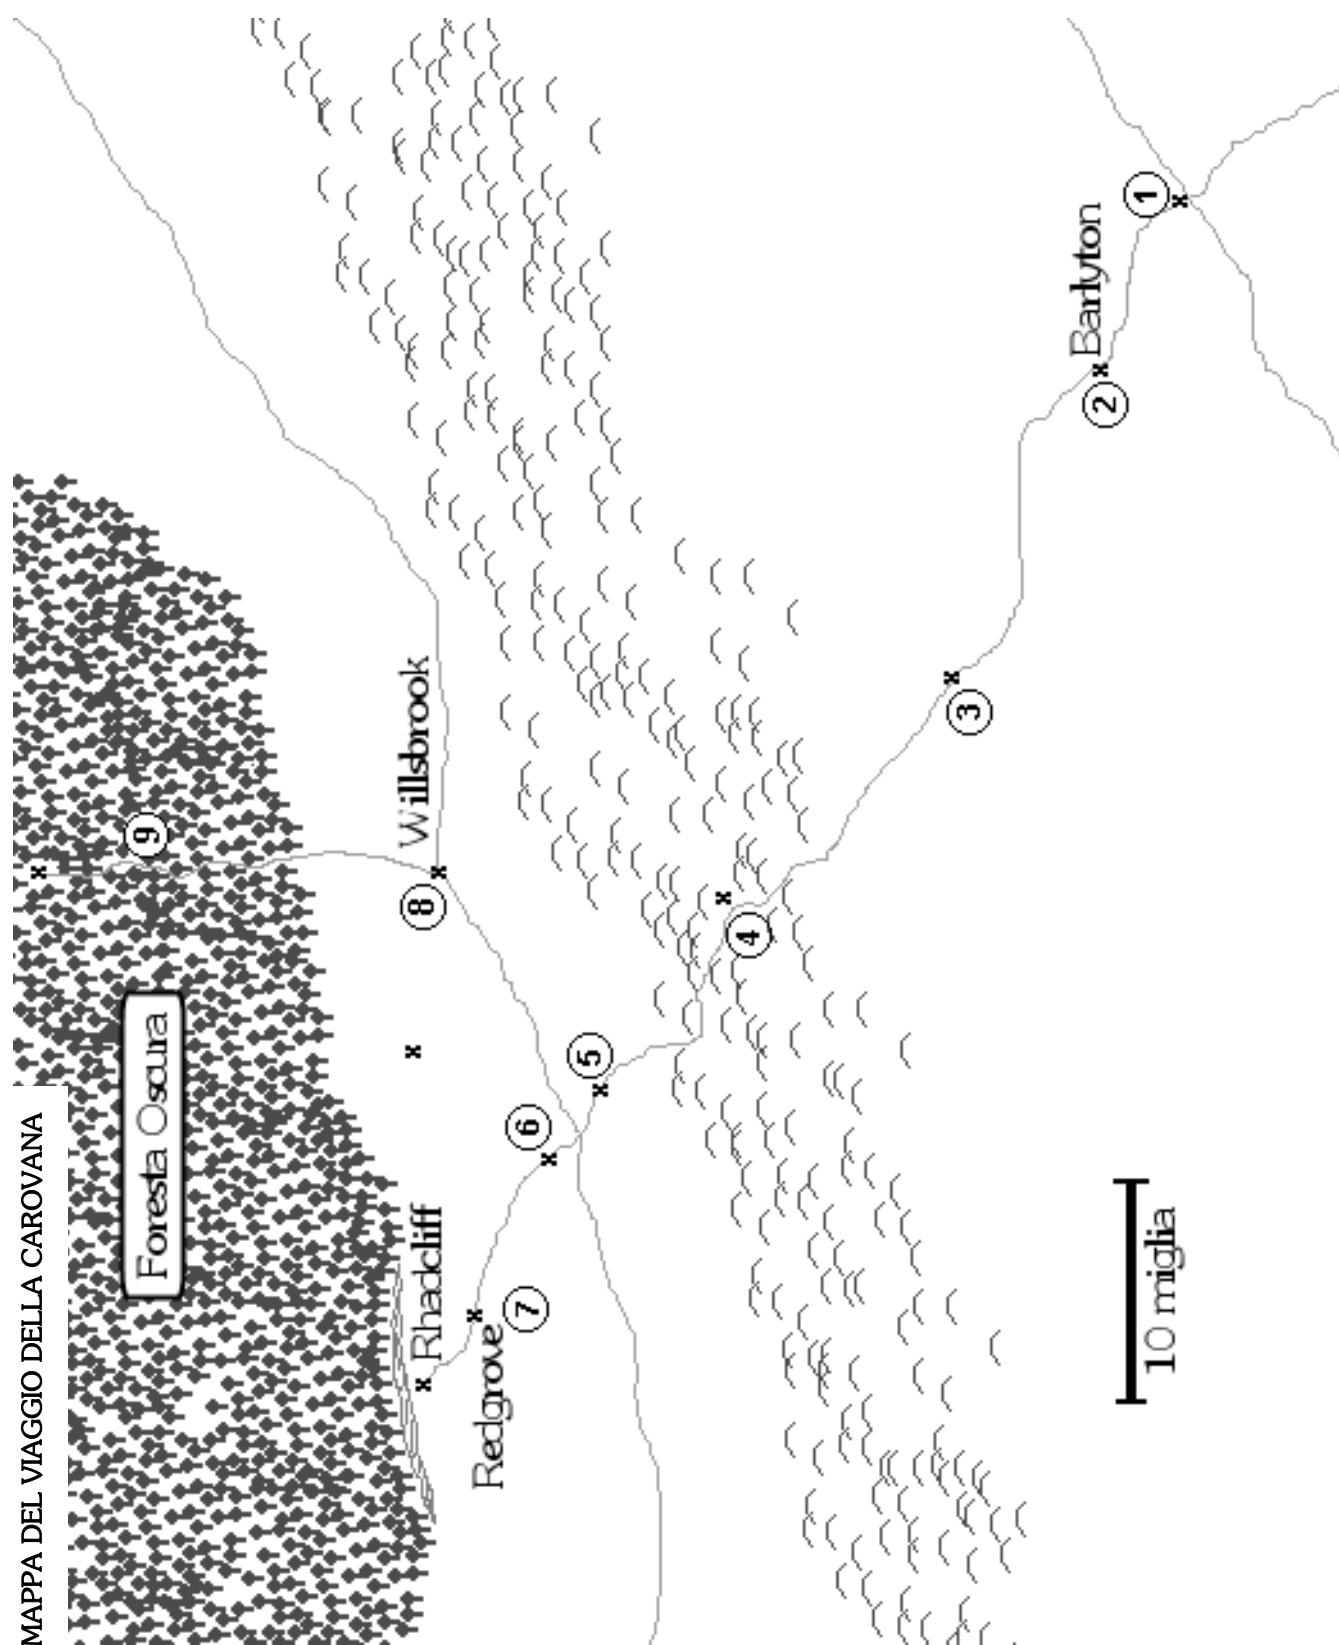 MAPPA DEL VIAGGIO DELLA CAROVANA
Foresta Oscura
9
Willsbrook
8
Rhadcliff
Redgrove
7
6
5
4
3
Barlyton
2
1
10 miglia